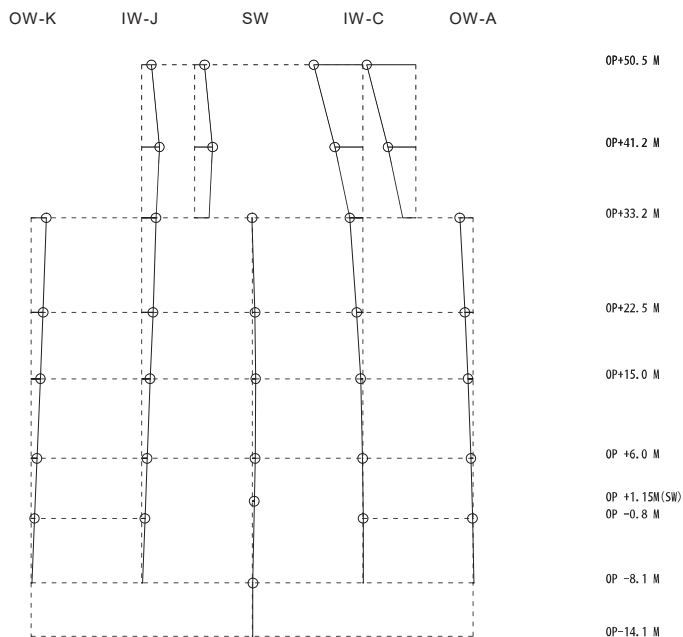 OW-K IW-J SW IW-C OW-A
OP+50.5 M
OP+41.2 M
OP+33.2 M
OP+22.5 M
OP+15.0 M
OP +6.0 M
OP +1.15M(SW)
OP -0.8 M
OP -8.1 M
OP-14.1 M